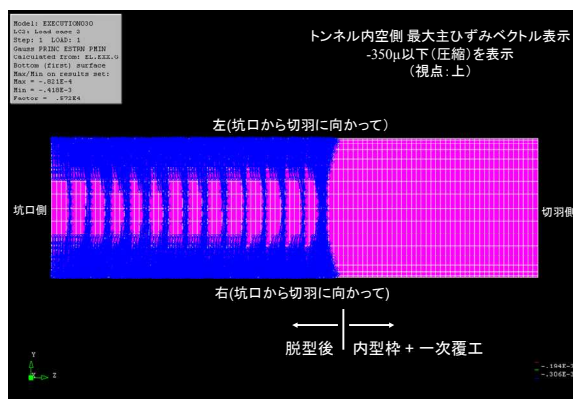 Model: EXECUTION030
LC2: Load case 2
Step: 1 LOAD: 1
Gauss PRINC ESTRN PMIN
Calculated from: EL.EXX.G
Bottom (first) surface
Max/Min on results set:
Max = -.821E-4
Min = -.418E-3
Factor = .672E4
トンネル内空側 最大主ひずみベクトル表示
-350μ以下(圧縮)を表示
(視点:上)
左(坑口から切羽に向かって)
坑口側
切羽側
右(坑口から切羽に向かって)
脱型後
内型枠 + 一次覆工
Y
Z
-.194E-3
-.306E-3